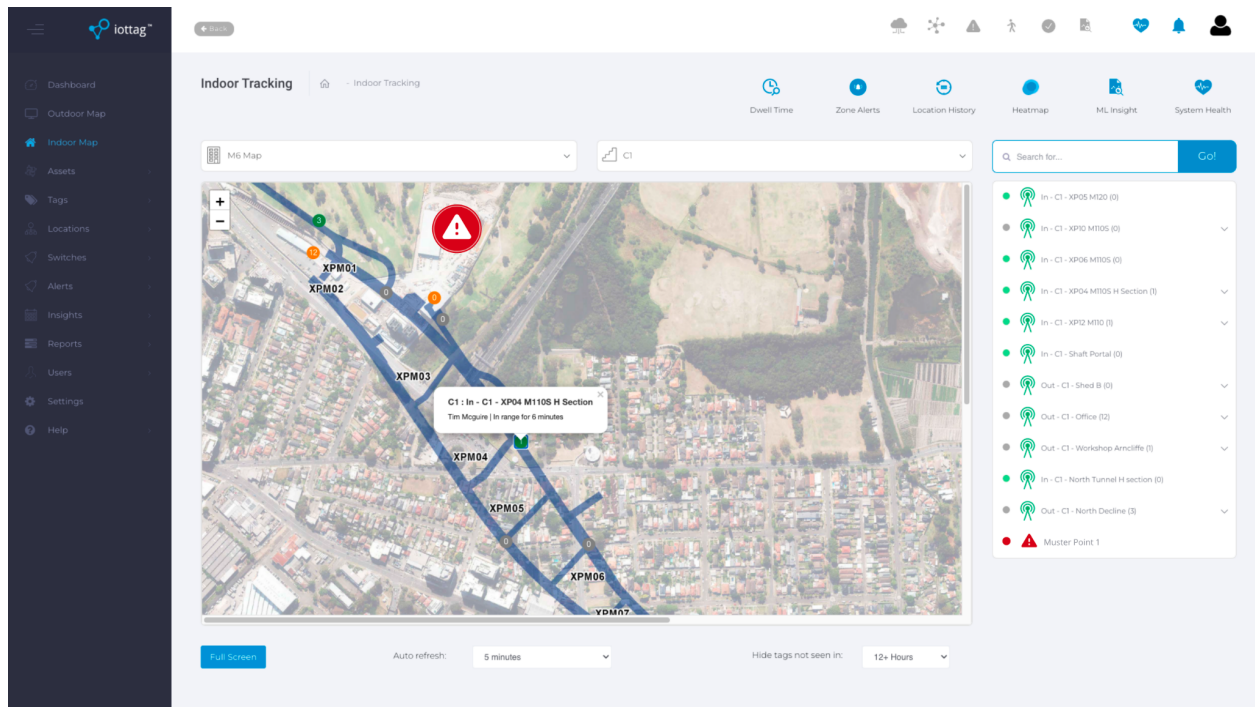 iottag™
Back
Dashboard
Outdoor Map
Indoor Map
Assets
Tags
Locations
Switches
Alerts
Insights
Reports
Users
Settings
Help
Indoor Tracking
- Indoor Tracking
Dwell Time
Zone Alerts
Location History
Heatmap
ML Insight
System Health
M6 Map
C1
Search for...
Go!
+
−
3
12
XPM01
XPM02
0
0
0
XPM03
C1 : In - C1 - XP04 M110S H Section
×
Tim Mcguire | In range for 6 minutes
1
XPM04
XPM05
0
0
XPM06
XPM07
In - C1 - XP05 M120 (0)
In - C1 - XP10 M110S (0)
In - C1 - XP06 M110S (0)
In - C1 - XP04 M110S H Section (1)
In - C1 - XP12 M110 (1)
In - C1 - Shaft Portal (0)
Out - C1 - Shed B (0)
Out - C1 - Office (12)
Out - C1 - Workshop Arncliffe (1)
In - C1 - North Tunnel H section (0)
Out - C1 - North Decline (3)
Muster Point 1
Full Screen
Auto refresh:
5 minutes
Hide tags not seen in:
12+ Hours